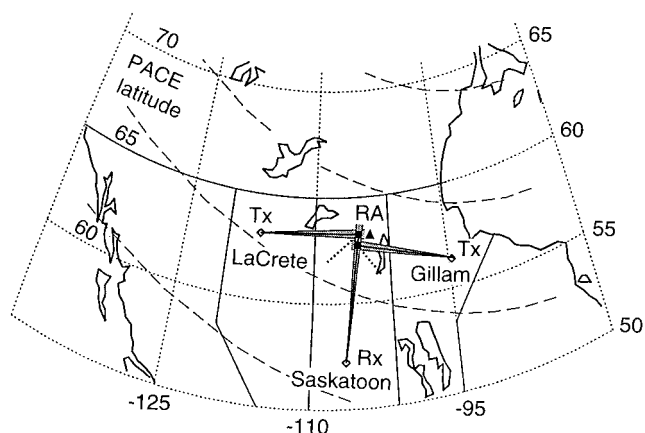 70
65
PACE
latitude
65
60
Tx
RA
Tx
60
LaCrete
Gillam
55
50
Rx
Saskatoon
-125
-110
-95